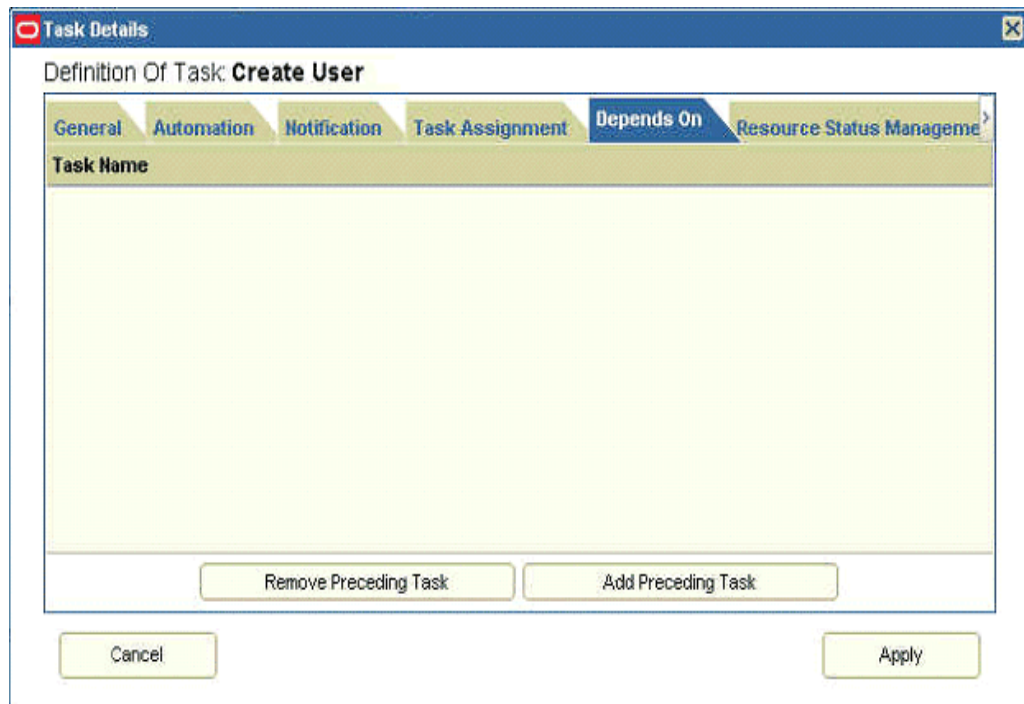 Task Details
Definition Of Task: Create User
General Automation Notification Task Assignment Depends On Resource Status Manageme
Task Name
Remove Preceding Task Add Preceding Task
Cancel Apply